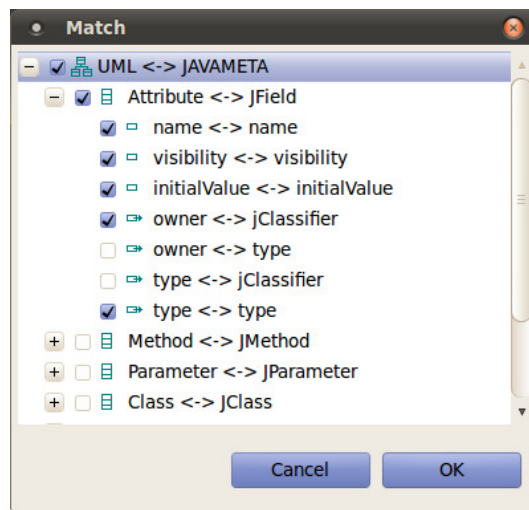 Match
UML <-> JAVAMETA
Attribute <-> JField
name <-> name
visibility <-> visibility
initialValue <-> initialValue
owner <-> jClassifier
owner <-> type
type <-> jClassifier
type <-> type
Method <-> JMethod
Parameter <-> JParameter
Class <-> JClass
Cancel OK